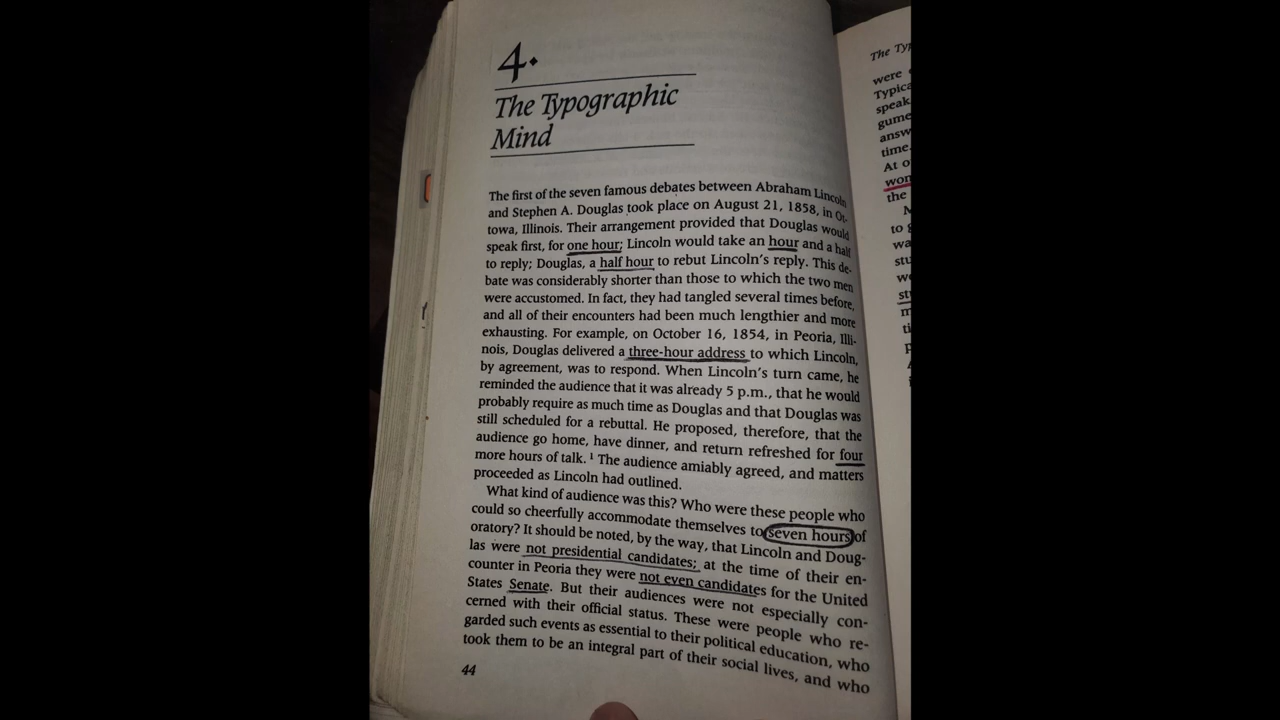 4.
The Typographic
Mind
The first of the seven famous debates between Abraham Lincoln
and Stephen A. Douglas took place on August 21, 1858, in Ot-
towa, Illinois. Their arrangement provided that Douglas would
speak first, for one hour; Lincoln would take an hour and a half
to reply; Douglas, a half hour to rebut Lincoln's reply. This de-
bate was considerably shorter than those to which the two men
were accustomed. In fact, they had tangled several times before,
and all of their encounters had been much lengthier and more
exhausting. For example, on October 16, 1854, in Peoria, Illi-
nois, Douglas delivered a three-hour address to which Lincoln,
by agreement, was to respond. When Lincoln's turn came, he
reminded the audience that it was already 5 p.m., that he would
probably require as much time as Douglas and that Douglas was
still scheduled for a rebuttal. He proposed, therefore, that the
audience go home, have dinner, and return refreshed for four
more hours of talk.¹ The audience amiably agreed, and matters
proceeded as Lincoln had outlined.
What kind of audience was this? Who were these people who
could so cheerfully accommodate themselves to seven hours of
oratory? It should be noted, by the way, that Lincoln and Doug-
las were not presidential candidates; at the time of their en-
counter in Peoria they were not even candidates for the United
States Senate. But their audiences were not especially con-
cerned with their official status. These were people who re-
garded such events as essential to their political education, who
took them to be an integral part of their social lives, and who
44
The
were
speak
time.
At
the
to